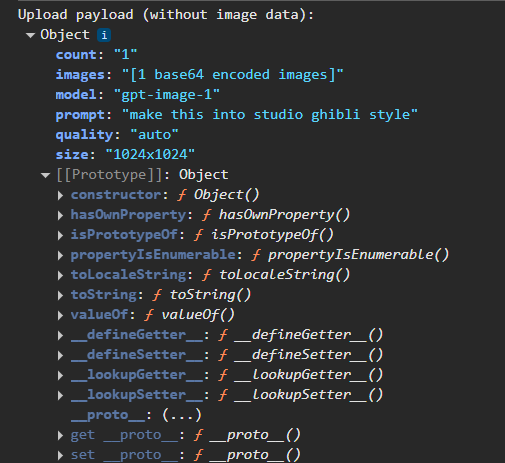 Upload payload (without image data):
Object i
count: "1"
images: "[1 base64 encoded images]"
model: "gpt-image-1"
prompt: "make this into studio ghibli style"
quality: "auto"
size: "1024x1024"
[[Prototype]]: Object
constructor: ƒ Object()
hasOwnProperty: ƒ hasOwnProperty()
isPrototypeOf: ƒ isPrototypeOf()
propertyIsEnumerable: ƒ propertyIsEnumerable()
toLocaleString: ƒ toLocaleString()
toString: ƒ toString()
valueOf: ƒ valueOf()
__defineGetter__: ƒ __defineGetter__()
__defineSetter__: ƒ __defineSetter__()
__lookupGetter__: ƒ __lookupGetter__()
__lookupSetter__: ƒ __lookupSetter__()
__proto__: (...)
get __proto__: ƒ __proto__()
set __proto__: ƒ __proto__()